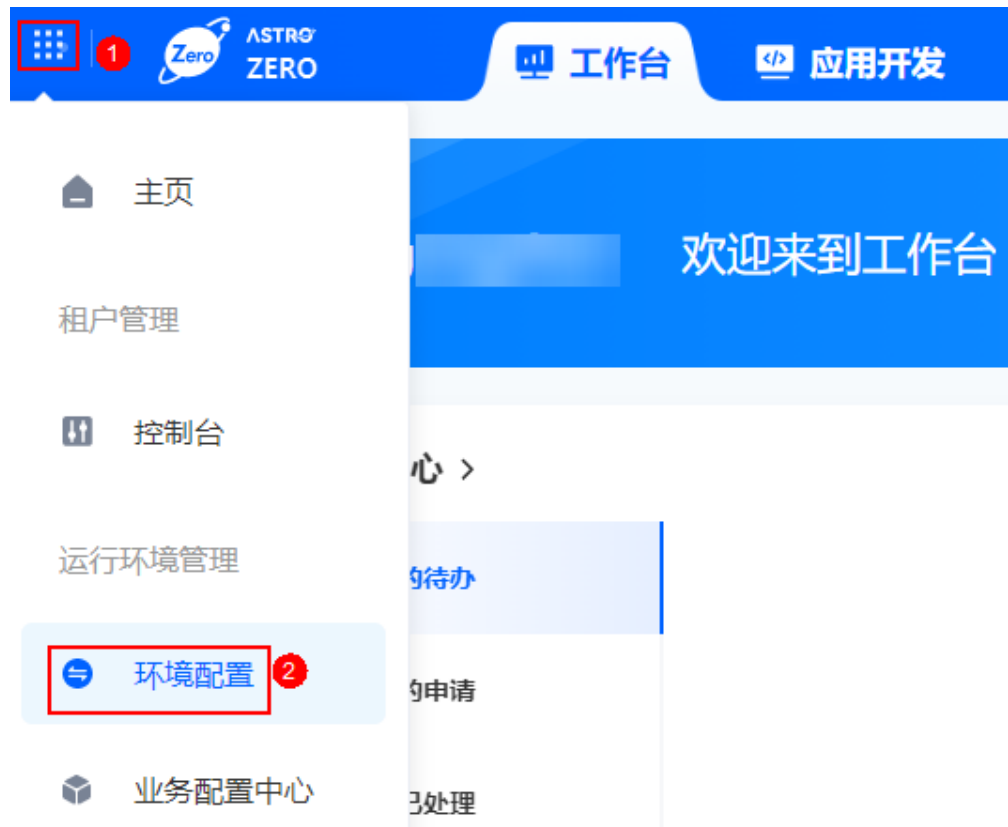 1
Zero
ASTRO
ZERO
工作台
应用开发
主页
欢迎来到工作台
租户管理
控制台
心 >
运行环境管理
的待办
环境配置
2
的申请
业务配置中心
已处理